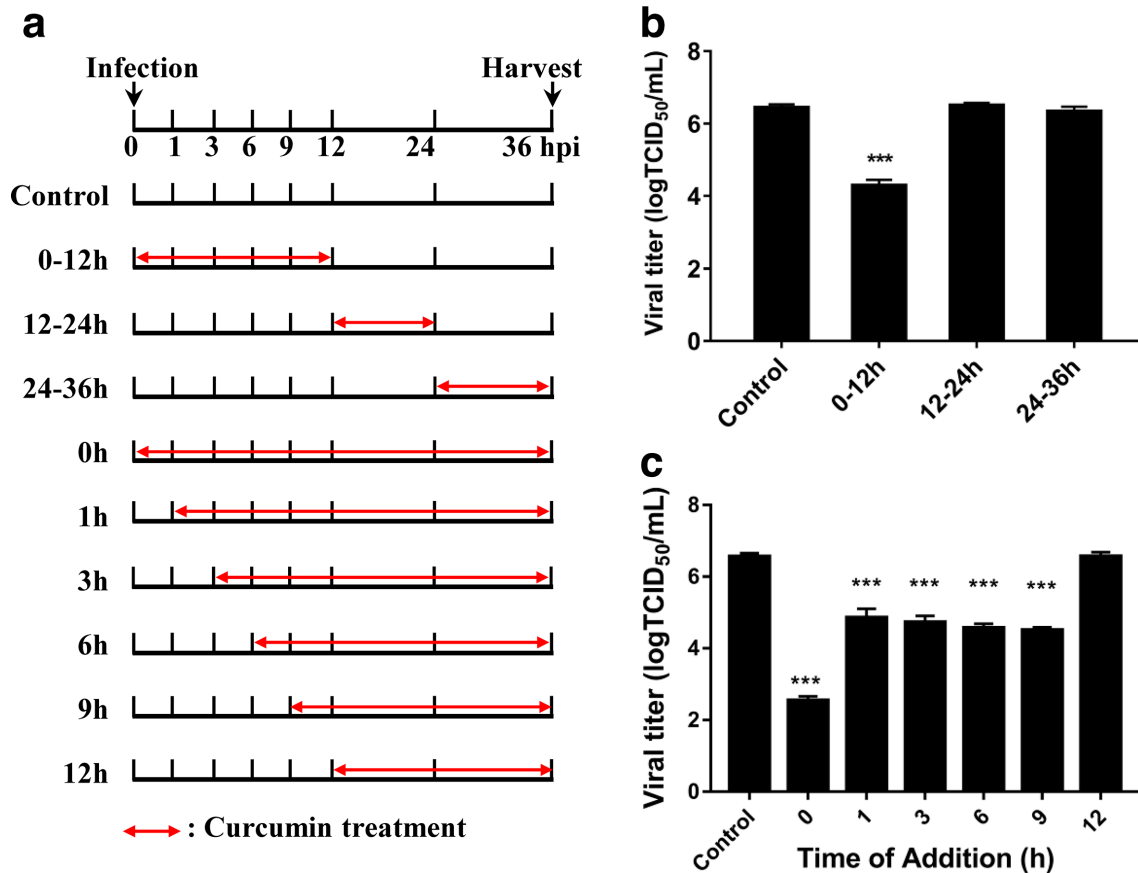 a
Infection Harvest
0 1 3 6 9 12 24 36 hpi
Control
0-12h
12-24h
24-36h
0h
1h
3h
6h
9h
12h
: Curcumin treatment
b
Viral titer (logTCID50/mL)
8
6
4
2
0
***
Control 0-12h 12-24h 24-36h
c
Viral titer (logTCID50/mL)
8
6
4
2
0
*** *** *** *** ***
Control 0 1 3 6 9 12
Time of Addition (h)